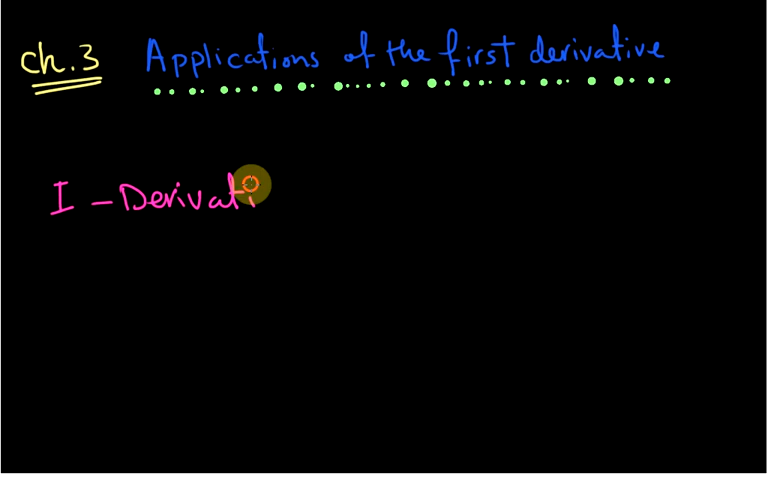 Ch.3 Applications of the first derivative
I - Derivati